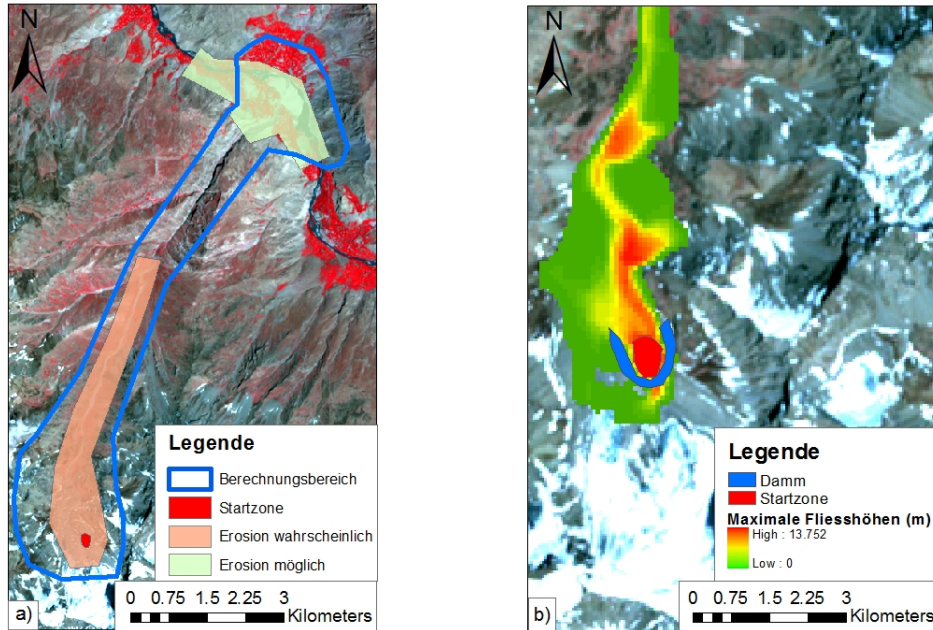 N
Legende
Berechnungsbereich
Startzone
Erosion wahrscheinlich
Erosion möglich
0 0.75 1.5 2.25 3
Kilometers
a)
N
Legende
Damm
Startzone
Maximale Fliesshöhen (m)
High : 13.752
Low : 0
0 0.75 1.5 2.25 3
Kilometers
b)